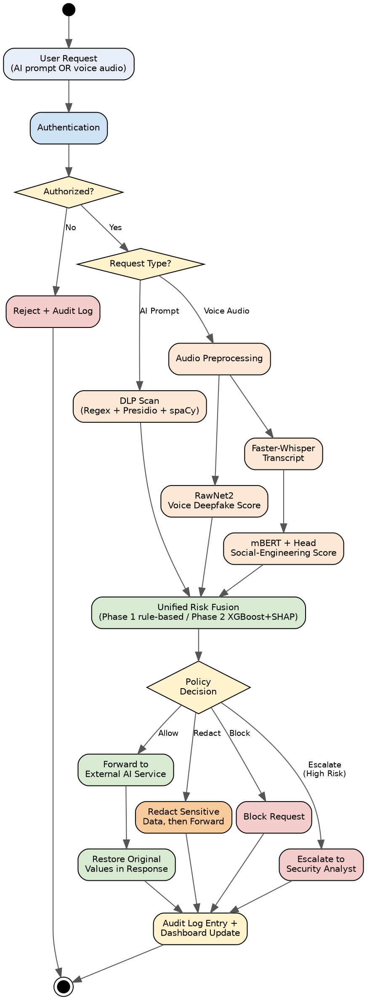 User Request
(AI prompt OR voice audio)
Authentication
Authorized?
No
Yes
Request Type?
Reject + Audit Log
AI Prompt
Voice Audio
Audio Preprocessing
DLP Scan
(Regex + Presidio + spaCy)
Faster-Whisper
Transcript
RawNet2
Voice Deepfake Score
mBERT + Head
Social-Engineering Score
Unified Risk Fusion
(Phase 1 rule-based / Phase 2 XGBoost+SHAP)
Policy
Decision
Allow
Redact
Block
Escalate
(High Risk)
Forward to
External AI Service
Redact Sensitive
Data, then Forward
Block Request
Restore Original
Values in Response
Escalate to
Security Analyst
Audit Log Entry +
Dashboard Update